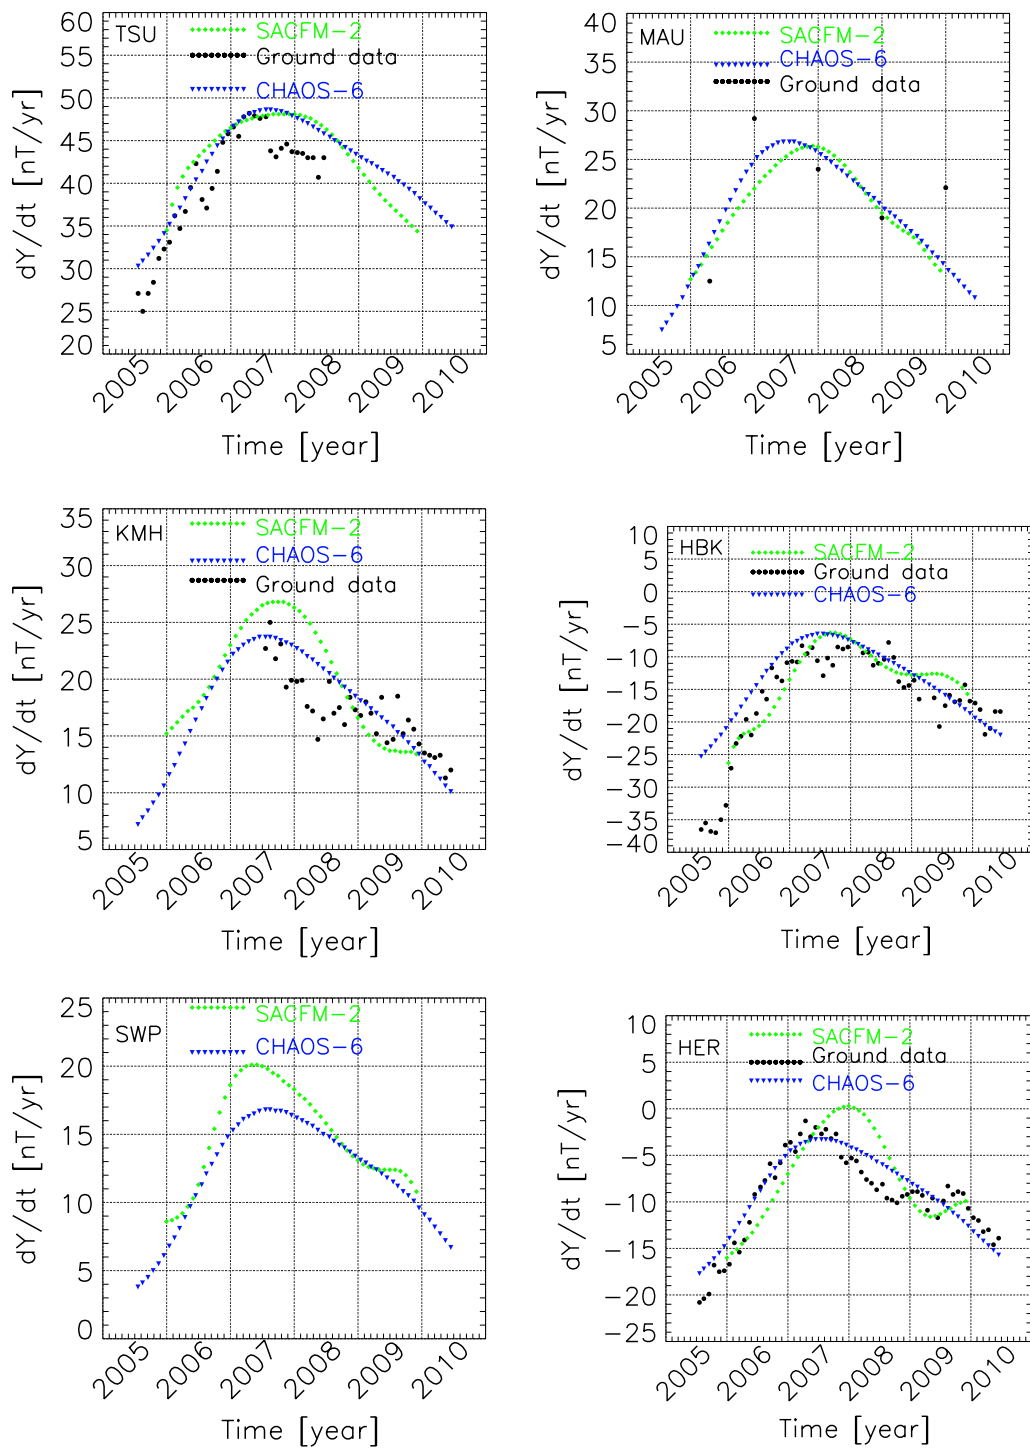 TSU
SACFM-2
Ground data
CHAOS-6
60
55
50
45
40
35
30
25
20
dY/dt [nT/yr]
2005
2006
2007
2008
2009
2010
Time [year]
MAU
SACFM-2
CHAOS-6
Ground data
40
35
30
25
20
15
10
5
dY/dt [nT/yr]
2005
2006
2007
2008
2009
2010
Time [year]
KMH
SACFM-2
CHAOS-6
Ground data
35
30
25
20
15
10
5
dY/dt [nT/yr]
2005
2006
2007
2008
2009
2010
Time [year]
HBK
SACFM-2
Ground data
CHAOS-6
10
5
0
-5
-10
-15
-20
-25
-30
-35
-40
dY/dt [nT/yr]
2005
2006
2007
2008
2009
2010
Time [year]
SWP
SACFM-2
CHAOS-6
25
20
15
10
5
0
dY/dt [nT/yr]
2005
2006
2007
2008
2009
2010
Time [year]
HER
SACFM-2
Ground data
CHAOS-6
10
5
0
-5
-10
-15
-20
-25
dY/dt [nT/yr]
2005
2006
2007
2008
2009
2010
Time [year]